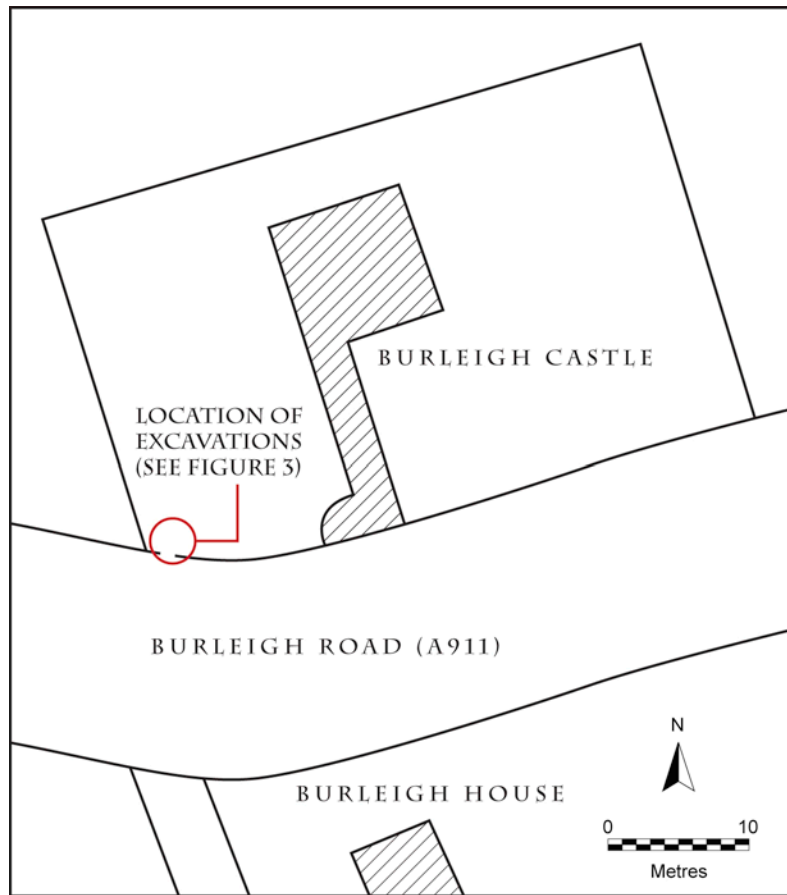 BURLEIGH CASTLE
LOCATION OF
EXCAVATIONS
(SEE FIGURE 3)
BURLEIGH ROAD (A911)
N
BURLEIGH HOUSE
0 10
Metres